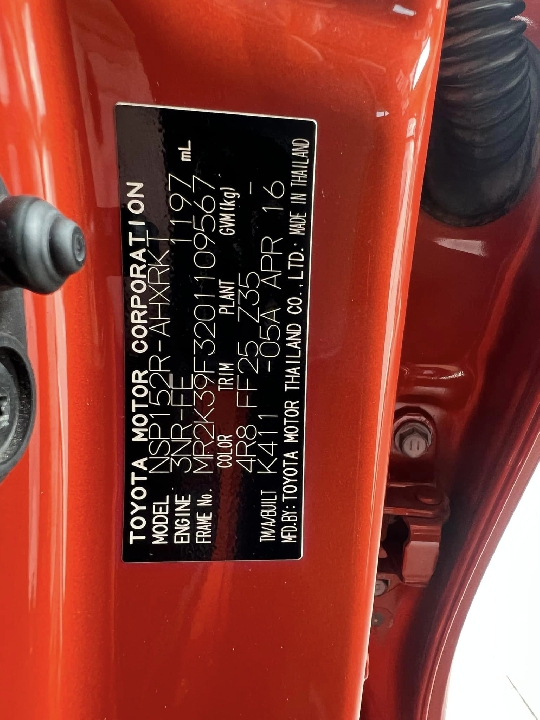 TOYOTA MOTOR CORPORATION
MODEL NSP152R-AHXRKT
ENGINE 3NR-FE 1197 mL
FRAME No. MR2K39F3201109567
COLOR TRIM PLANT GVM(kg)
4R8 FF25 Z35 -
TM/A/BUILT K411 -05A APR 16
MFD.BY: TOYOTA MOTOR THAILAND CO.,LTD. MADE IN THAILAND